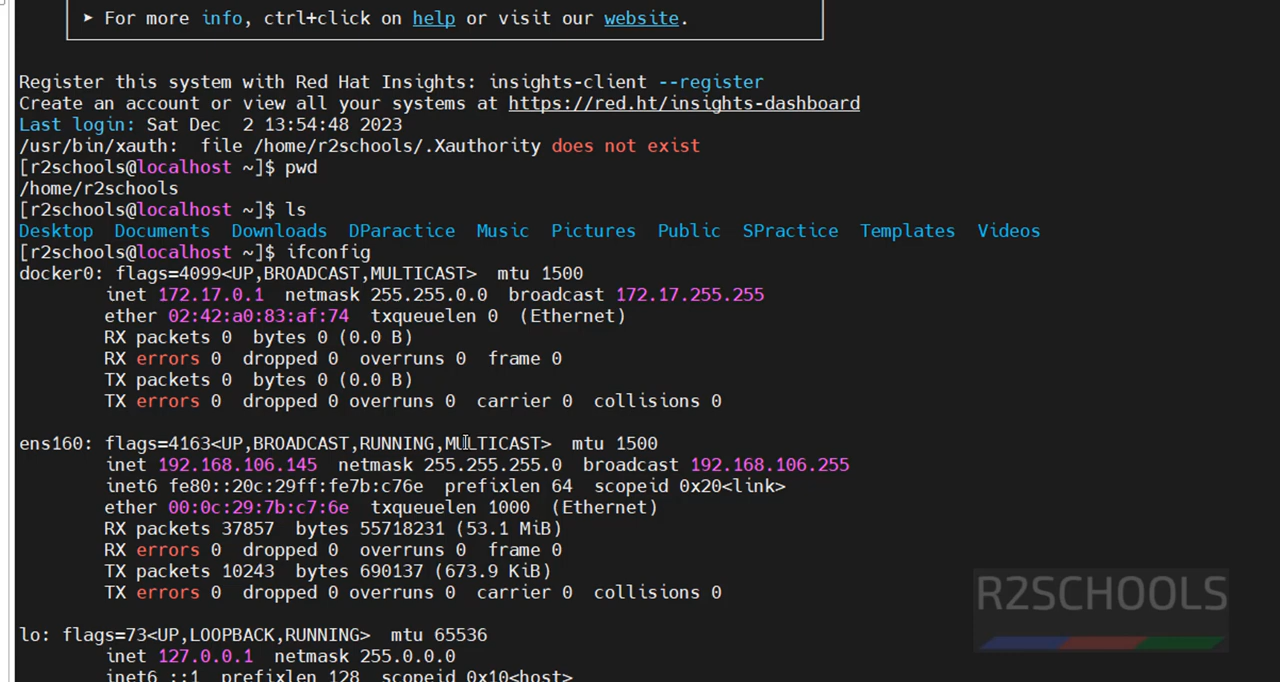 ➤ For more info, ctrl+click on help or visit our website.
Register this system with Red Hat Insights: insights-client --register
Create an account or view all your systems at https://red.ht/insights-dashboard
Last login: Sat Dec  2 13:54:48 2023
/usr/bin/xauth:  file /home/r2schools/.Xauthority does not exist
[r2schools@localhost ~]$ pwd
/home/r2schools
[r2schools@localhost ~]$ ls
Desktop  Documents  Downloads  DParactice  Music  Pictures  Public  SPractice  Templates  Videos
[r2schools@localhost ~]$ ifconfig
docker0: flags=4099<UP,BROADCAST,MULTICAST>  mtu 1500
        inet 172.17.0.1  netmask 255.255.0.0  broadcast 172.17.255.255
        ether 02:42:a0:83:af:74  txqueuelen 0  (Ethernet)
        RX packets 0  bytes 0 (0.0 B)
        RX errors 0  dropped 0  overruns 0  frame 0
        TX packets 0  bytes 0 (0.0 B)
        TX errors 0  dropped 0 overruns 0  carrier 0  collisions 0
ens160: flags=4163<UP,BROADCAST,RUNNING,MULTICAST>  mtu 1500
        inet 192.168.106.145  netmask 255.255.255.0  broadcast 192.168.106.255
        inet6 fe80::20c:29ff:fe7b:c76e  prefixlen 64  scopeid 0x20<link>
        ether 00:0c:29:7b:c7:6e  txqueuelen 1000  (Ethernet)
        RX packets 37857  bytes 55718231 (53.1 MiB)
        RX errors 0  dropped 0  overruns 0  frame 0
        TX packets 10243  bytes 690137 (673.9 KiB)
        TX errors 0  dropped 0 overruns 0  carrier 0  collisions 0
R2SCHOOLS
lo: flags=73<UP,LOOPBACK,RUNNING>  mtu 65536
        inet 127.0.0.1  netmask 255.0.0.0
        inet6 ::1  prefixlen 128  scopeid 0x10<host>